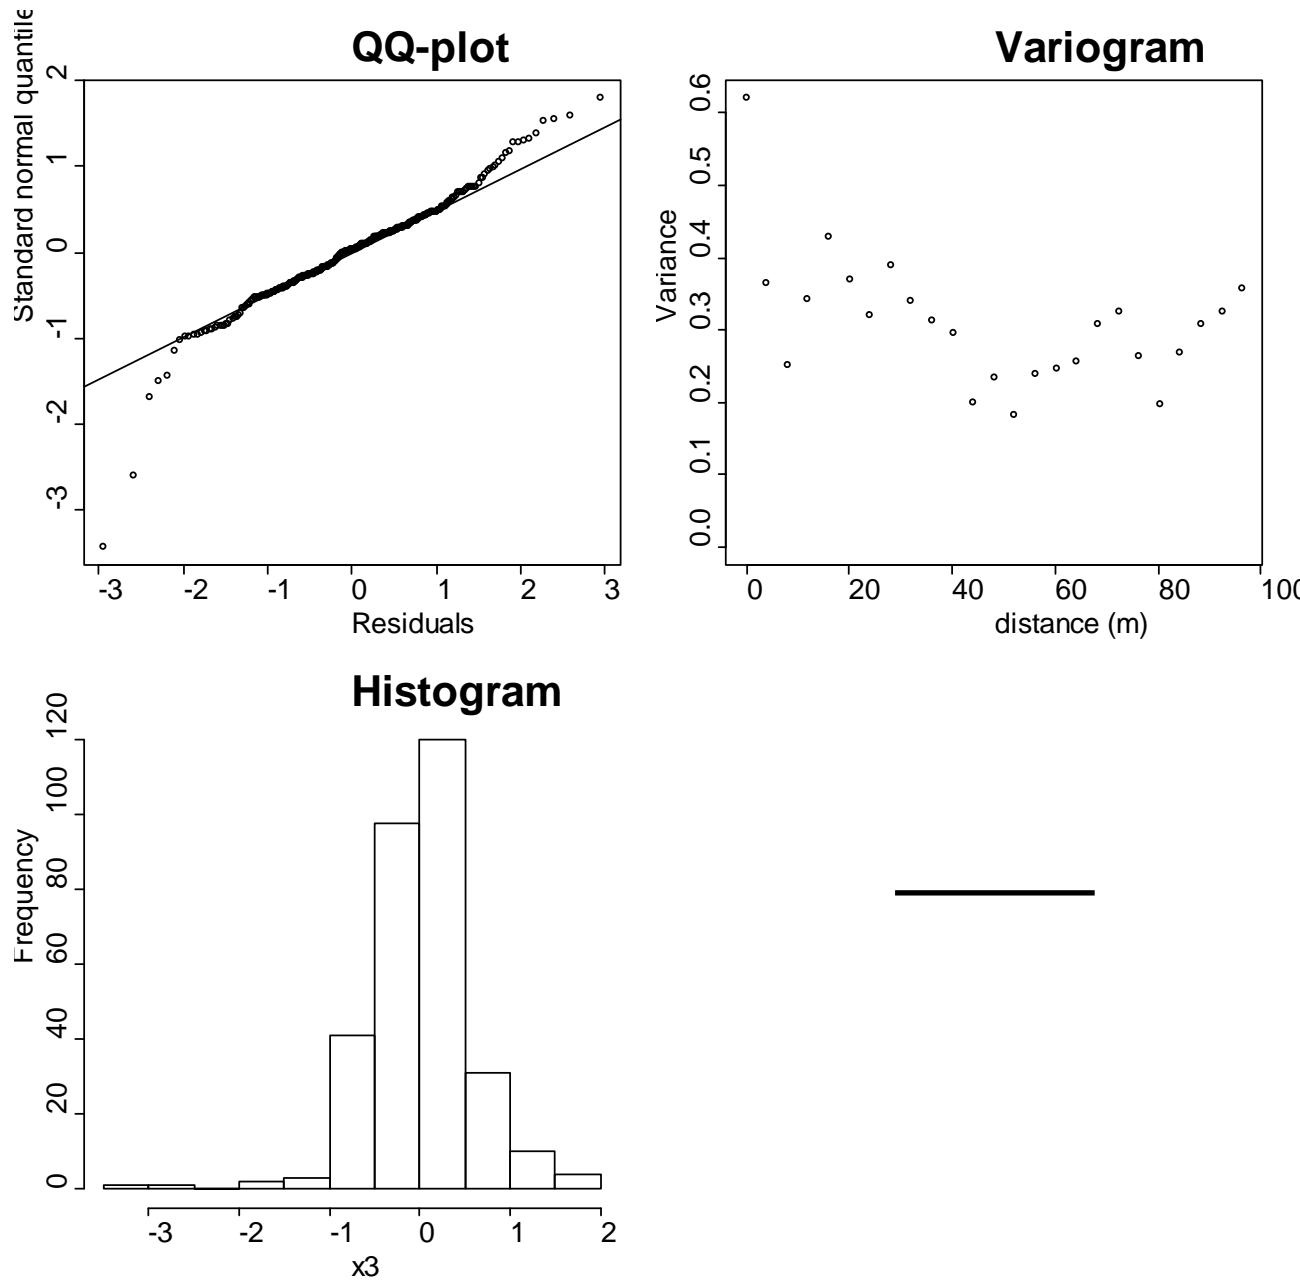 QQ-plot
Standard normal quantile
2
1
0
-1
-2
-3
-3 -2 -1 0 1 2 3
Residuals
Variogram
Variance
0.6
0.5
0.4
0.3
0.2
0.1
0.0
0 20 40 60 80 100
distance (m)
Histogram
Frequency
120
100
80
60
40
20
0
-3 -2 -1 0 1 2
x3